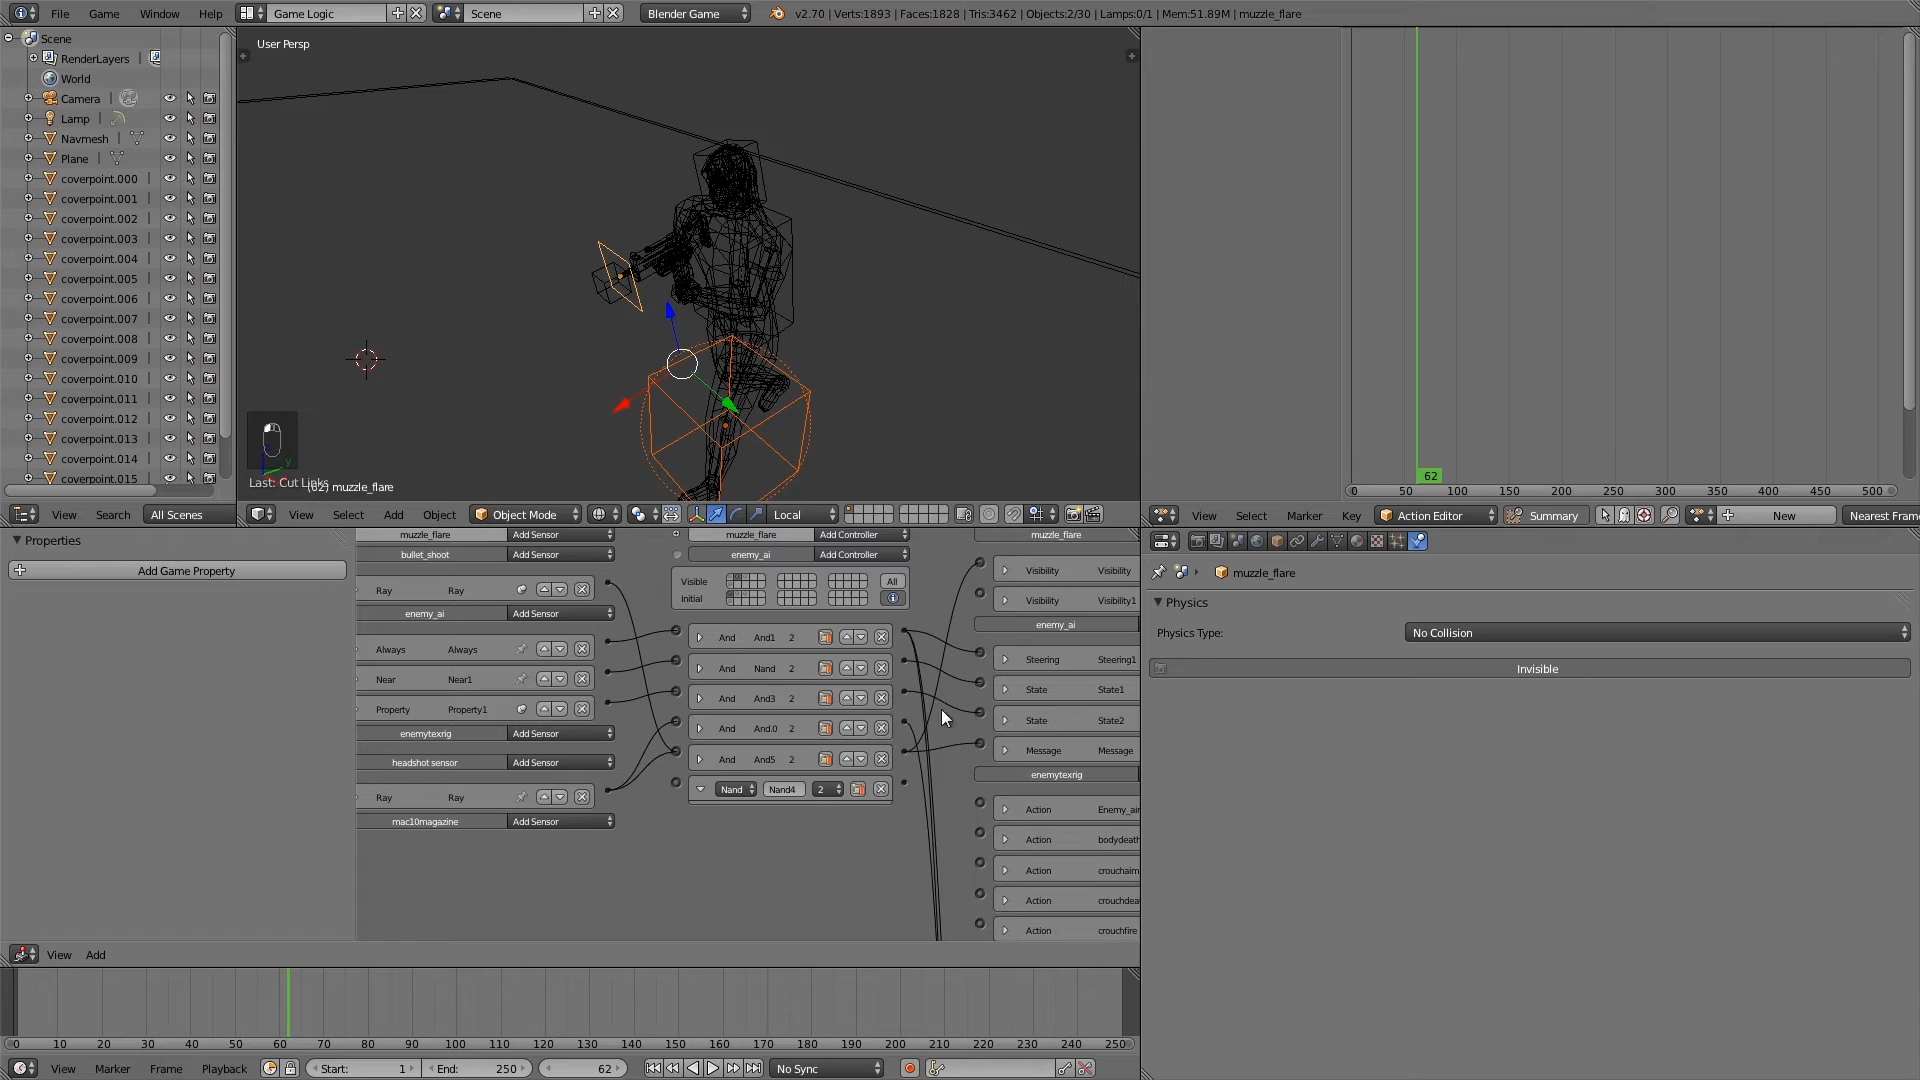 File Game Window Help Game Logic Scene Blender Game v2.70 | Verts:1893 | Faces:1828 | Tris:3462 | Objects:2/30 | Lamps:0/1 | Mem:51.89M | muzzle_flare
Scene
RenderLayers |
World
Camera |
Lamp |
Navmesh |
Plane |
coverpoint.000 |
coverpoint.001 |
coverpoint.002 |
coverpoint.003 |
coverpoint.004 |
coverpoint.005 |
coverpoint.006 |
coverpoint.007 |
coverpoint.008 |
coverpoint.009 |
coverpoint.010 |
coverpoint.011 |
coverpoint.012 |
coverpoint.013 |
coverpoint.014 |
coverpoint.015
View Search All Scenes
User Persp
Last: Cut Links
(62) muzzle_flare
View Select Add Object Object Mode Local
62
0 50 100 150 200 250 300 350 400 450 500
View Select Marker Key Action Editor Summary New Nearest Fram
Properties
Add Game Property
muzzle_flare Add Sensor
bullet_shoot Add Sensor
Ray Ray
enemy_ai Add Sensor
Always Always
Near Near1
Property Property1
enemytexrig Add Sensor
headshot sensor Add Sensor
Ray Ray
mac10magazine Add Sensor
muzzle_flare Add Controller
enemy_ai Add Controller
Visible All
Initial
And And1 2
And Nand 2
And And3 2
And And.0 2
And And5 2
Nand Nand4 2
muzzle_flare
Visibility Visibility
Visibility Visibility1
enemy_ai
Steering Steering1
State State1
State State2
Message Message
enemytexrig
Action Enemy_ai
Action bodydeath
Action crouchaim
Action crouchdea
Action crouchfire
View Add
muzzle_flare
Physics
Physics Type: No Collision
Invisible
0 10 20 30 40 50 60 70 80 90 100 110 120 130 140 150 160 170 180 190 200 210 220 230 240 250
View Marker Frame Playback Start: 1 End: 250 62 No Sync